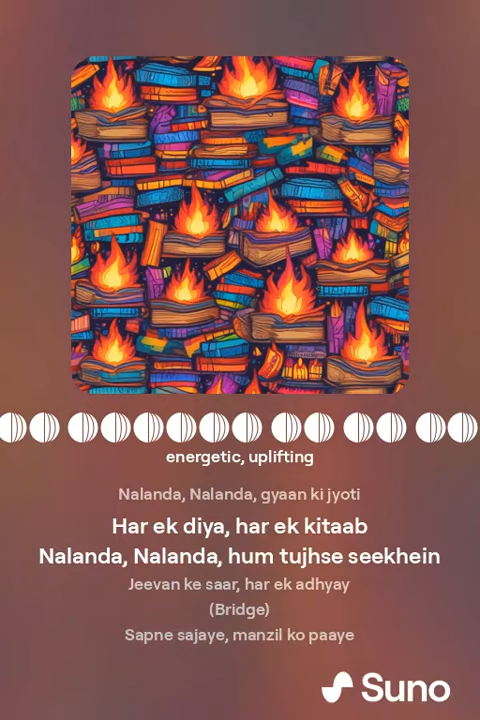 energetic, uplifting
Nalanda, Nalanda, gyaan ki jyoti
Har ek diya, har ek kitaab
Nalanda, Nalanda, hum tujhse seekhein
Jeevan ke saar, har ek adhyay
(Bridge)
Sapne sajaye, manzil ko paaye
Suno